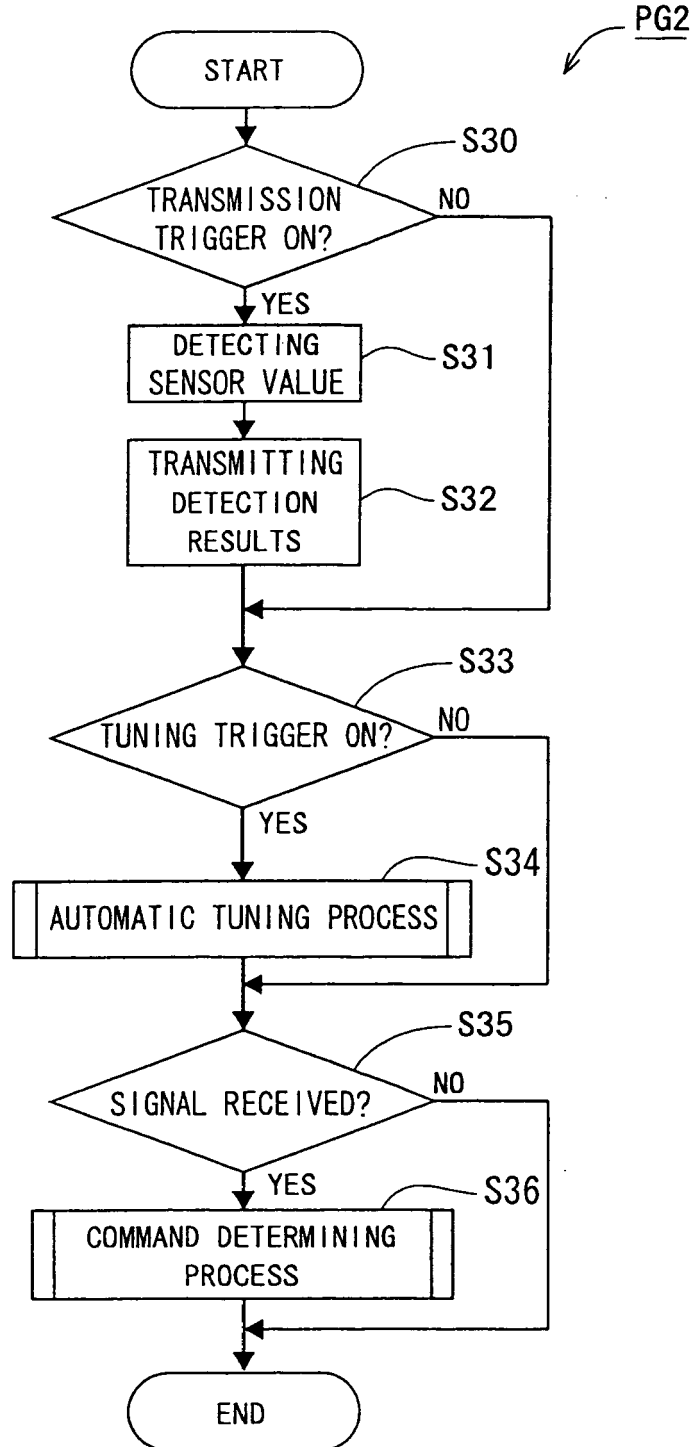 PG2
START
S30
TRANSMISSION
TRIGGER ON?
NO
YES
DETECTING
SENSOR VALUE
S31
TRANSMITTING
DETECTION
RESULTS
S32
S33
TUNING TRIGGER ON?
NO
YES
S34
AUTOMATIC TUNING PROCESS
S35
SIGNAL RECEIVED?
NO
YES
S36
COMMAND DETERMINING
PROCESS
END